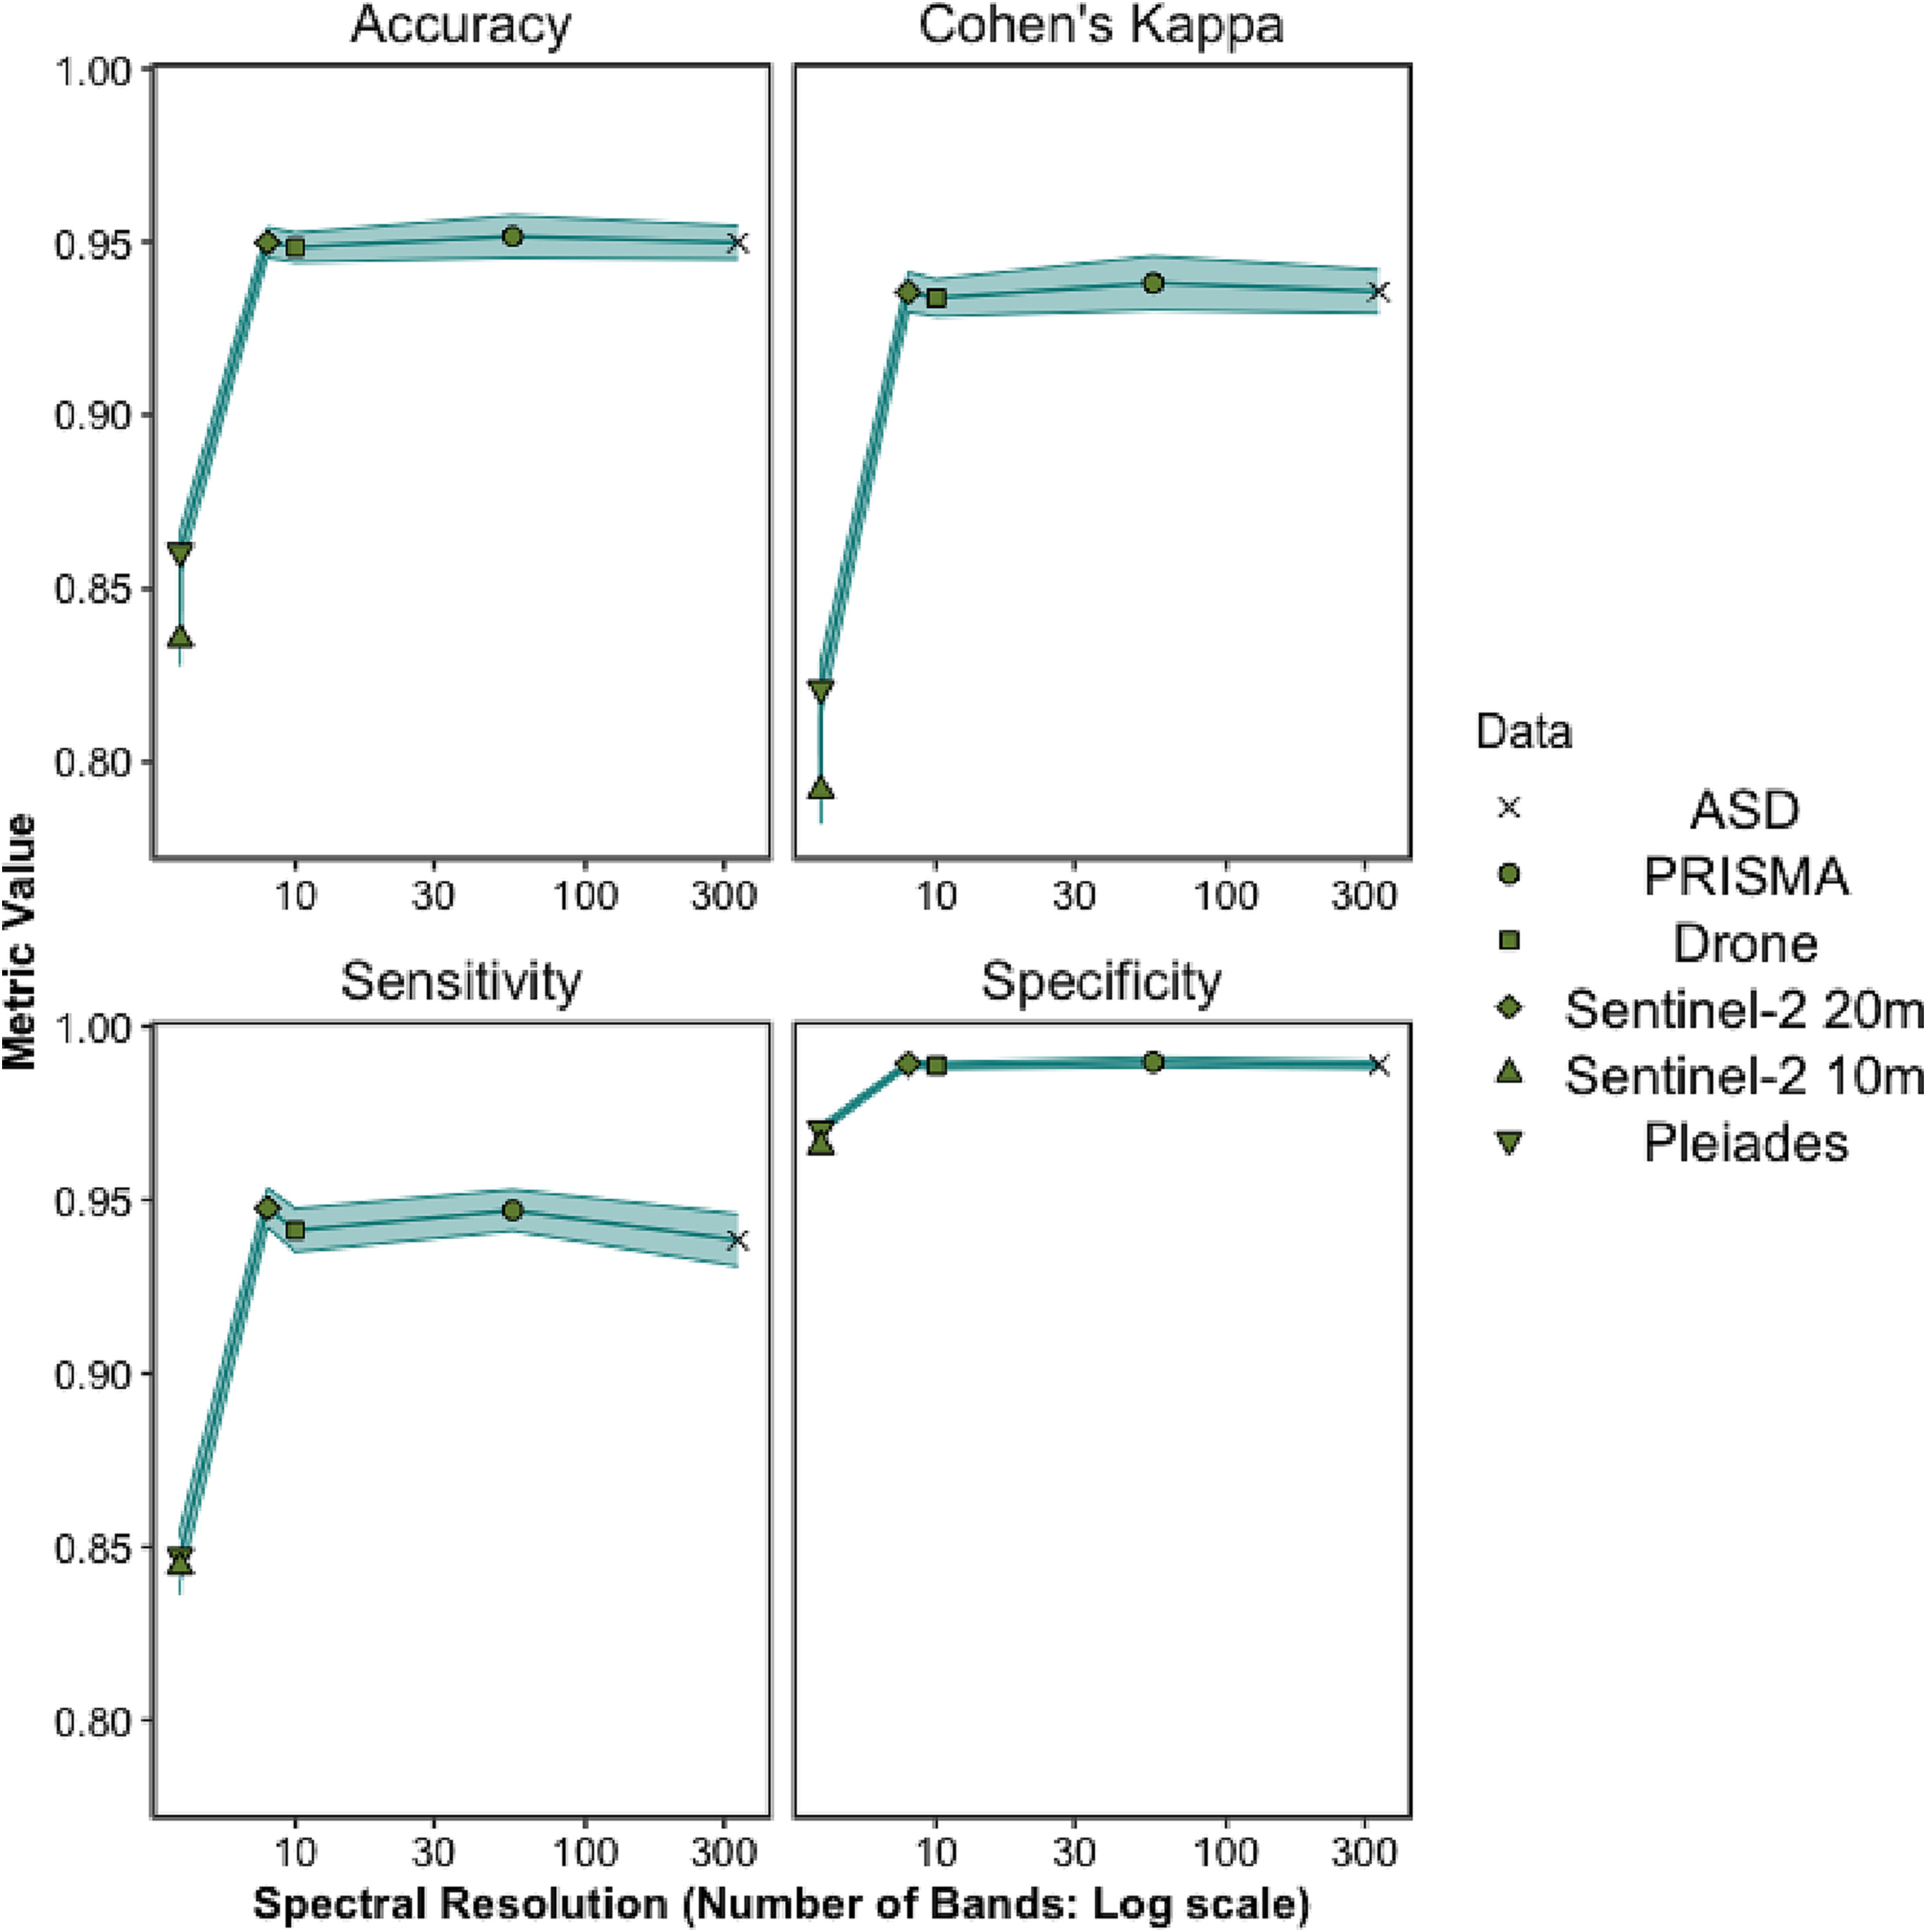 Accuracy
Cohen's Kappa
1.00
0.95
0.90
0.85
0.80
10 30 100 300
10 30 100 300
Metric Value
Sensitivity
Specificity
1.00
0.95
0.90
0.85
0.80
10 30 100 300
10 30 100 300
Spectral Resolution (Number of Bands: Log scale)
Data
ASD
PRISMA
Drone
Sentinel-2 20m
Sentinel-2 10m
Pleiades